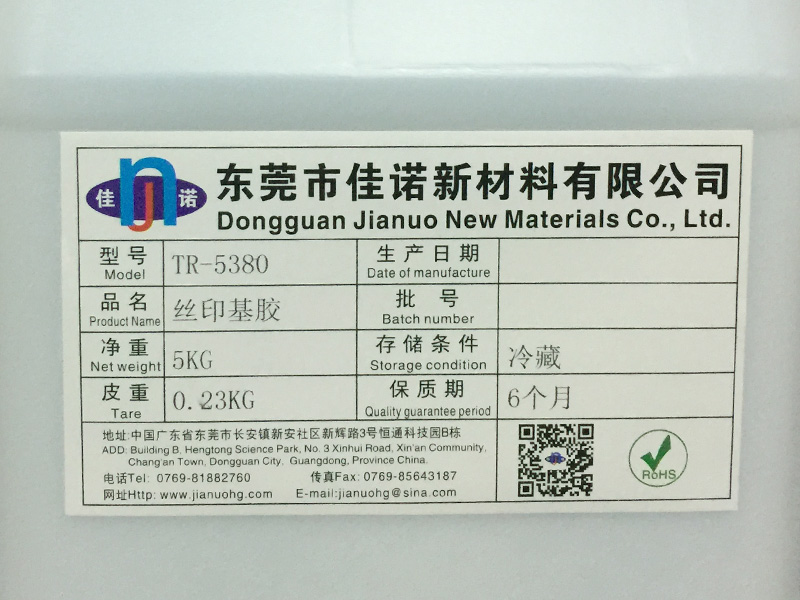 佳 nJ 诺
东莞市佳诺新材料有限公司
Dongguan Jianuo New Materials Co., Ltd.
型号 TR-5380 生产日期
Model Date of manufacture
品名 丝印基胶 批 号
Product Name Batch number
净重 5KG 存储条件 冷藏
Net weight Storage condition
皮重 0.23KG 保质期 6个月
Tare Quality guarantee period
地址:中国广东省东莞市长安镇新安社区新辉路3号恒通科技园B栋
ADD: Building B, Hengtong Science Park, No. 3 Xinhui Road, Xin'an Community,
Chang'an Town, Dongguan City, Guangdong, Province China.
电话Tel: 0769-81882760 传真Fax: 0769-85643187
网址Http: www.jianuohg.com E-mail:jianuohg@sina.com
RoHS